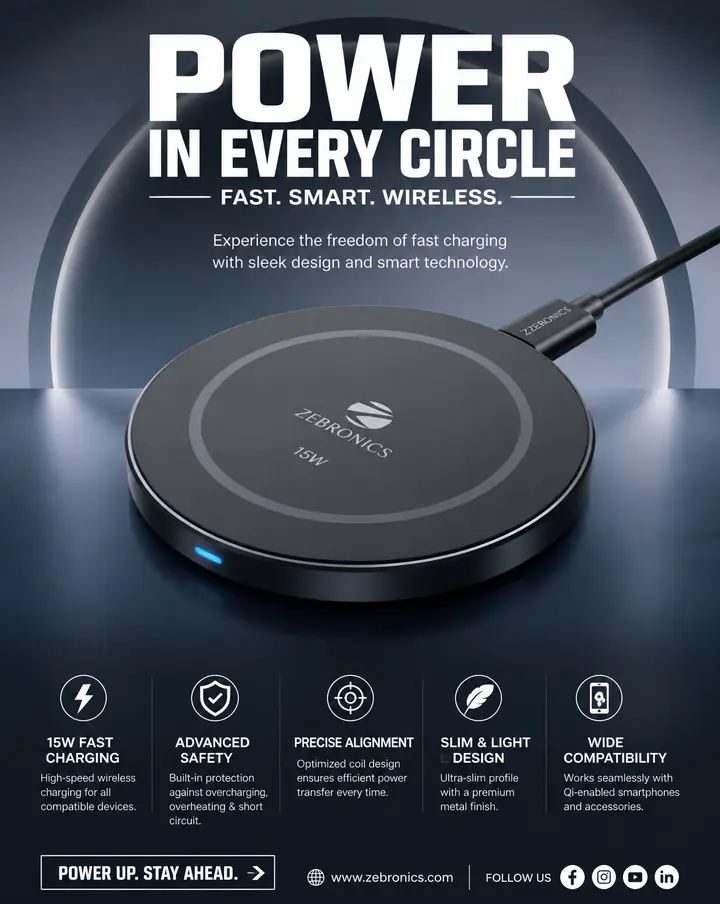 POWER
IN EVERY CIRCLE
FAST. SMART. WIRELESS.
Experience the freedom of fast charging
with sleek design and smart technology.
ZZERONICS
ZEBRONICS
15W
15W FAST
CHARGING
High-speed wireless
charging for all
compatible devices.
ADVANCED
SAFETY
Built-in protection
against overcharging,
overheating & short
circuit.
PRECISE ALIGNMENT
Optimized coil design
ensures efficient power
transfer every time.
SLIM & LIGHT
DESIGN
Ultra-slim profile
with a premium
metal finish.
WIDE
COMPATIBILITY
Works seamlessly with
Qi-enabled smartphones
and accessories.
POWER UP. STAY AHEAD.
www.zebronics.com
FOLLOW US